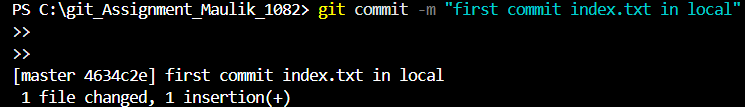 PS C:\git_Assignment_Maulik_1082> git commit -m "first commit index.txt in local"
>>
>>
[master 4634c2e] first commit index.txt in local
 1 file changed, 1 insertion(+)